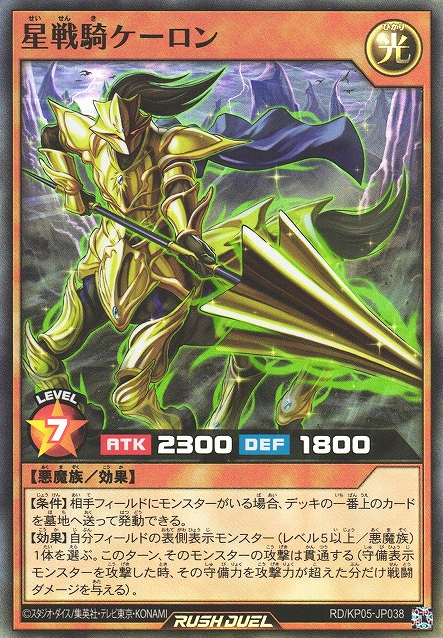 せいせんき
星戦騎ケーロン
ひかり
光
LEVEL
7
ATK 2300 DEF 1800
【悪魔族／効果】
【条件】相手フィールドにモンスターがいる場合、デッキの一番上のカード
を墓地へ送って発動できる。
【効果】自分フィールドの表側表示モンスター（レベル５以上／悪魔族）
１体を選ぶ。このターン、そのモンスターの攻撃は貫通する（守備表示
モンスターを攻撃した時、その守備力を攻撃力が超えた分だけ戦闘
ダメージを与える）。
©スタジオ・ダイス/集英社・テレビ東京・KONAMI
RUSH DUEL
RD/KP05-JP038